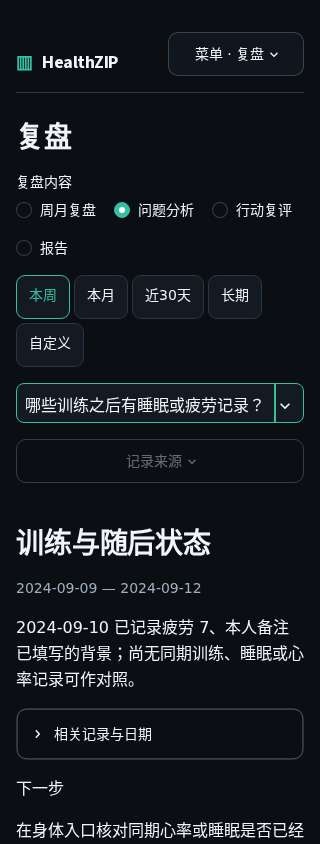 HealthZIP
菜单 · 复盘
复盘
复盘内容
周月复盘 问题分析 行动复评
报告
本周 本月 近30天 长期
自定义
哪些训练之后有睡眠或疲劳记录？
记录来源
训练与随后状态
2024-09-09 — 2024-09-12
2024-09-10 已记录疲劳 7、本人备注
已填写的背景；尚无同期训练、睡眠或心
率记录可作对照。
相关记录与日期
下一步
在身体入口核对同期心率或睡眠是否已经